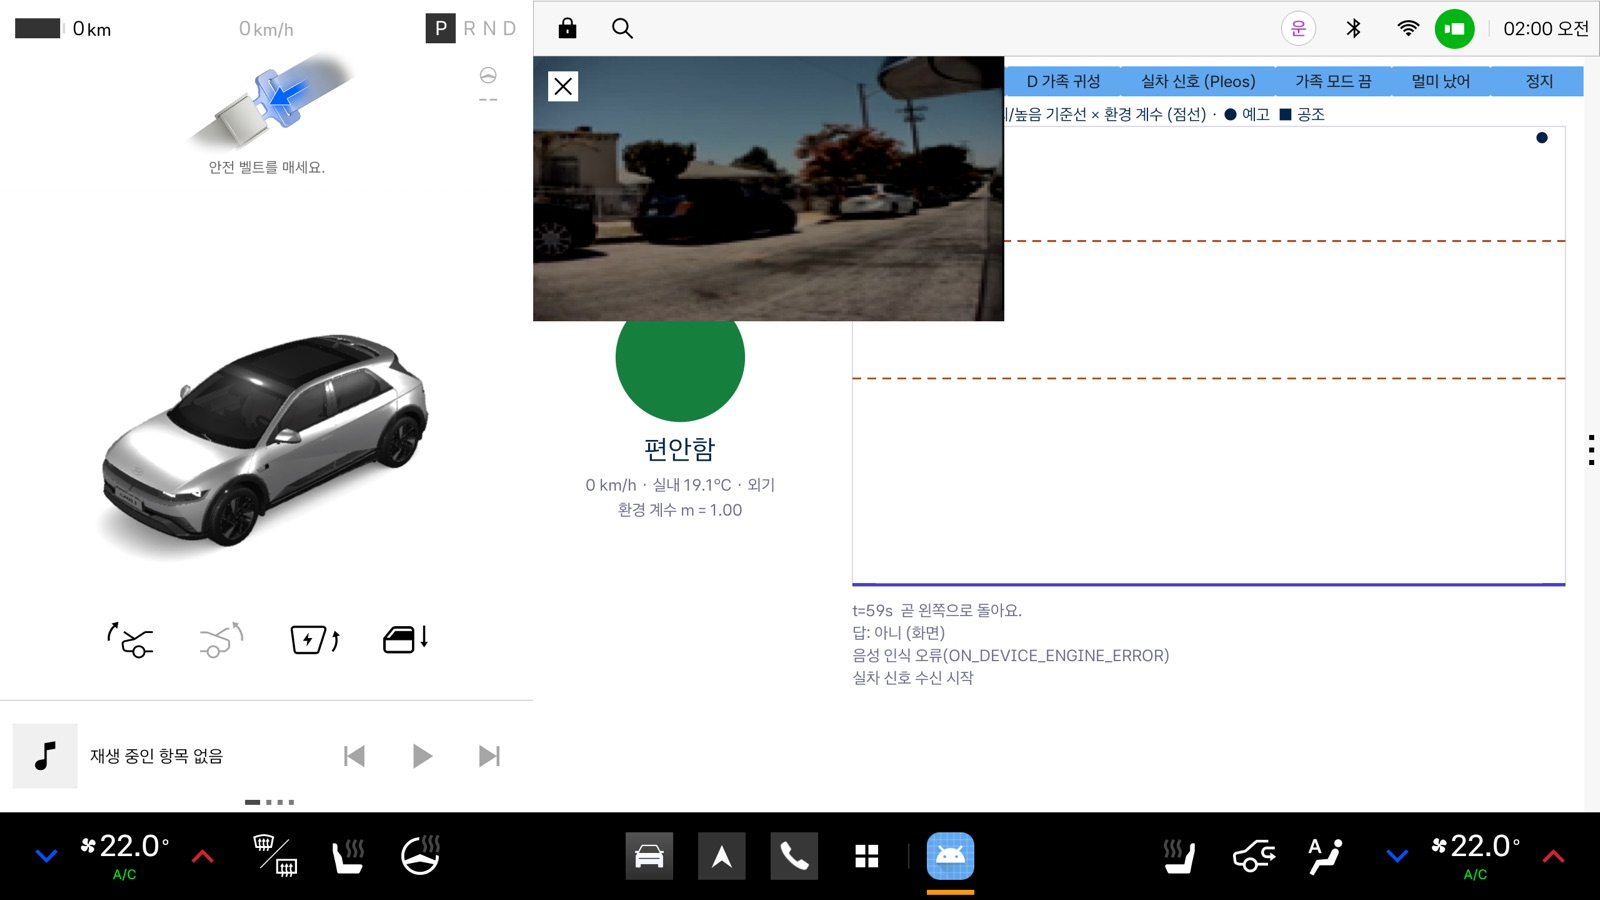 0 km
0 km/h
P R N D
--
안전 벨트를 매세요.
운
02:00 오전
D 가족 귀성
실차 신호 (Pleos)
가족 모드 끔
멀미 났어
정지
/높음 기준선 × 환경 계수 (점선) · ● 예고 ■ 공조
편안함
0 km/h · 실내 19.1°C · 외기
환경 계수 m = 1.00
t=59s 곧 왼쪽으로 돌아요.
답: 아니 (화면)
음성 인식 오류(ON_DEVICE_ENGINE_ERROR)
실차 신호 수신 시작
재생 중인 항목 없음
22.0°
A/C
A
22.0°
A/C